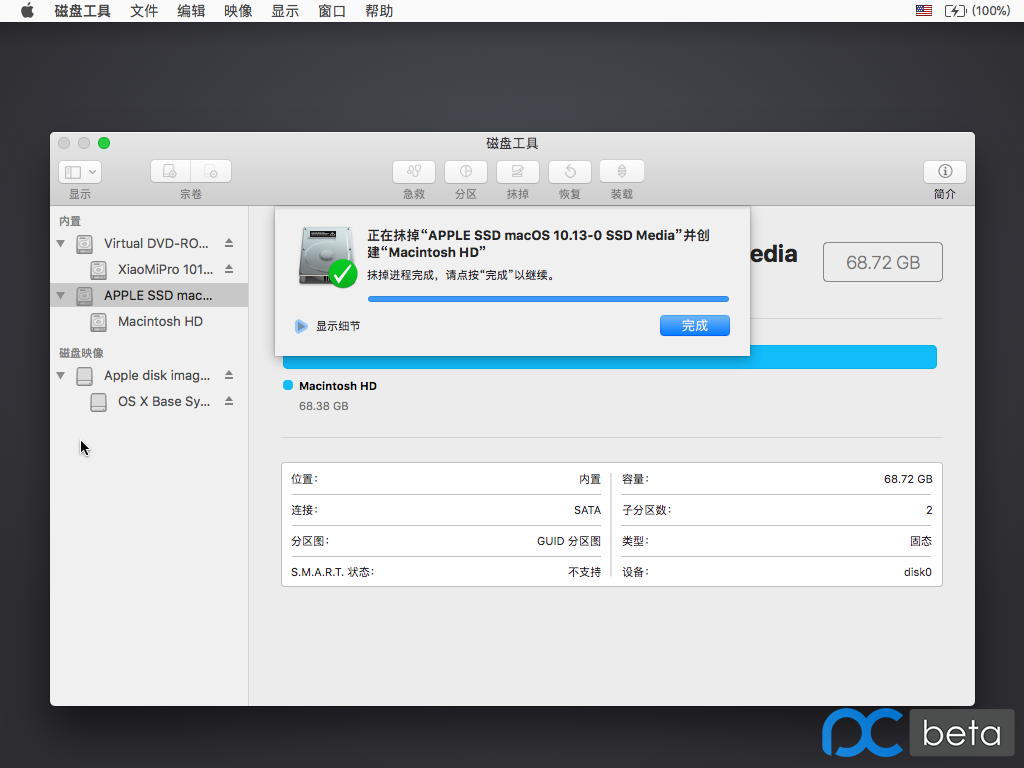 磁盘工具 文件 编辑 映像 显示 窗口 帮助 (100%)
磁盘工具
显示 宗卷 急救 分区 抹掉 恢复 装载 简介
内置
Virtual DVD-RO...
XiaoMiPro 101...
APPLE SSD mac...
Macintosh HD
磁盘映像
Apple disk imag...
OS X Base Sy...
正在抹掉“APPLE SSD macOS 10.13-0 SSD Media”并创
建“Macintosh HD”
抹掉进程完成，请点按“完成”以继续。
显示细节
完成
edia
68.72 GB
Macintosh HD
68.38 GB
位置： 内置
容量： 68.72 GB
连接： SATA
子分区数： 2
分区图： GUID 分区图
类型： 固态
S.M.A.R.T. 状态： 不支持
设备： disk0
pc beta